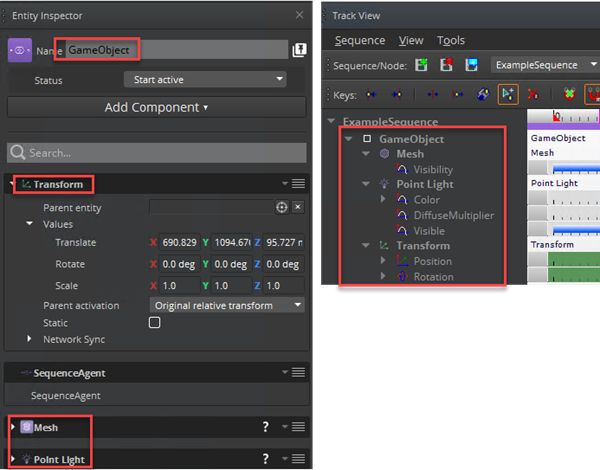 Entity Inspector
Name GameObject
Status Start active
Add Component
Search...
Transform
Parent entity
Values
Translate X 690.829 Y 1094.676 Z 95.727 m
Rotate X 0.0 deg Y 0.0 deg Z 0.0 deg
Scale X 1.0 Y 1.0 Z 1.0
Parent activation Original relative transform
Static
Network Sync
SequenceAgent
SequenceAgent
Mesh ?
Point Light ?
Track View
Sequence View Tools
Sequence/Node: ExampleSequence
Keys:
ExampleSequence
GameObject
Mesh
Visibility
Point Light
Color
DiffuseMultiplier
Visible
Transform
Position
Rotation
0
GameObject
Mesh
Point Light
Transform